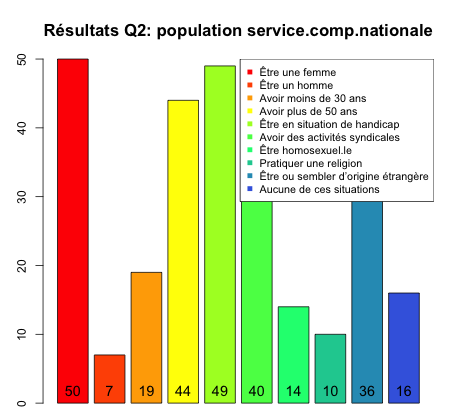 Résultats Q2: population service.comp.nationale
50
40
30
20
10
0
Être une femme
Être un homme
Avoir moins de 30 ans
Avoir plus de 50 ans
Être en situation de handicap
Avoir des activités syndicales
Être homosexuel.le
Pratiquer une religion
Être ou sembler d'origine étrangère
Aucune de ces situations
50 7 19 44 49 40 14 10 36 16